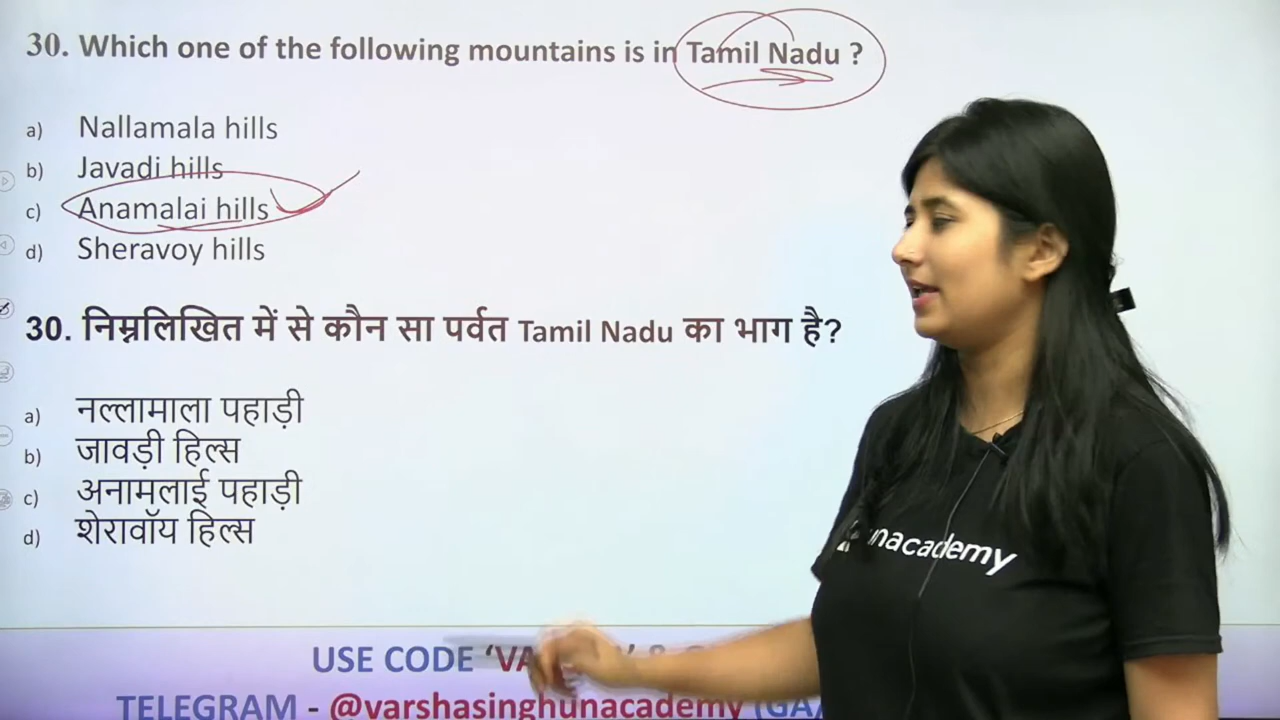 30. Which one of the following mountains is in Tamil Nadu ?
a) Nallamala hills
b) Javadi hills
c) Anamalai hills
d) Sheravoy hills
30. निम्नलिखित में से कौन सा पर्वत Tamil Nadu का भाग है?
a) नल्लामाला पहाड़ी
b) जावड़ी हिल्स
c) अनामलाई पहाड़ी
d) शेरावॉय हिल्स
unacademy
USE CODE
TELEGRAM - @varshasinghunacademy